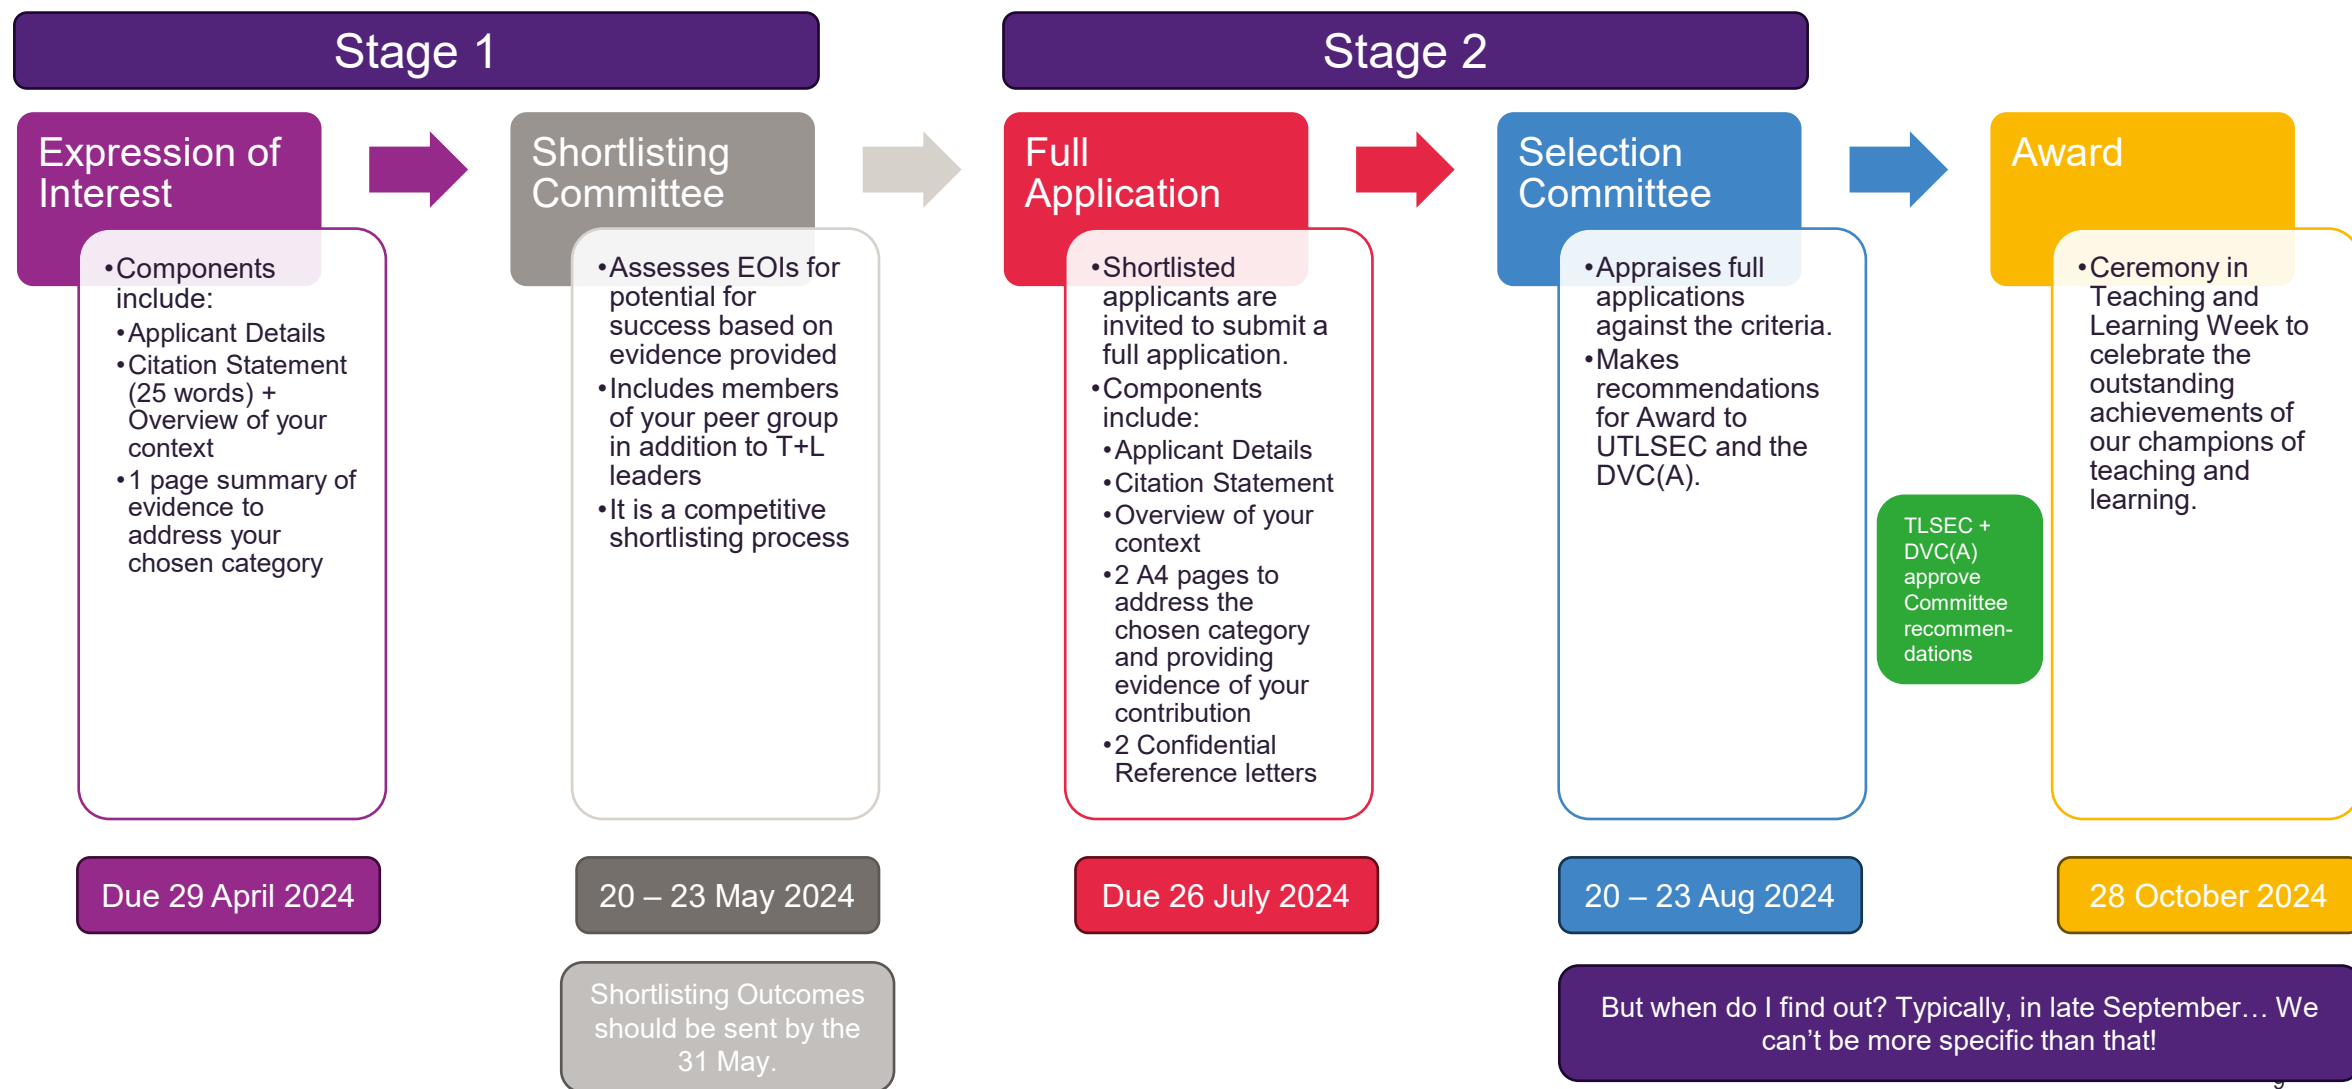 Stage 1
Stage 2
Expression of
Interest
•Components
include:
•Applicant Details
•Citation Statement
(25 words) +
Overview of your
context
•1 page summary of
evidence to
address your
chosen category
Due 29 April 2024
Shortlisting
Committee
•Assesses EOIs for
potential for
success based on
evidence provided
•Includes members
of your peer group
in addition to T+L
leaders
•It is a competitive
shortlisting process
20 – 23 May 2024
Shortlisting Outcomes
should be sent by the
31 May.
Full
Application
•Shortlisted
applicants are
invited to submit a
full application.
•Components
include:
•Applicant Details
•Citation Statement
•Overview of your
context
•2 A4 pages to
address the
chosen category
and providing
evidence of your
contribution
•2 Confidential
Reference letters
Due 26 July 2024
Selection
Committee
•Appraises full
applications
against the criteria.
•Makes
recommendations
for Award to
UTLSEC and the
DVC(A).
20 – 23 Aug 2024
TLSEC +
DVC(A)
approve
Committee
recommen-
dations
Award
•Ceremony in
Teaching and
Learning Week to
celebrate the
outstanding
achievements of
our champions of
teaching and
learning.
28 October 2024
But when do I find out? Typically, in late September… We
can’t be more specific than that!